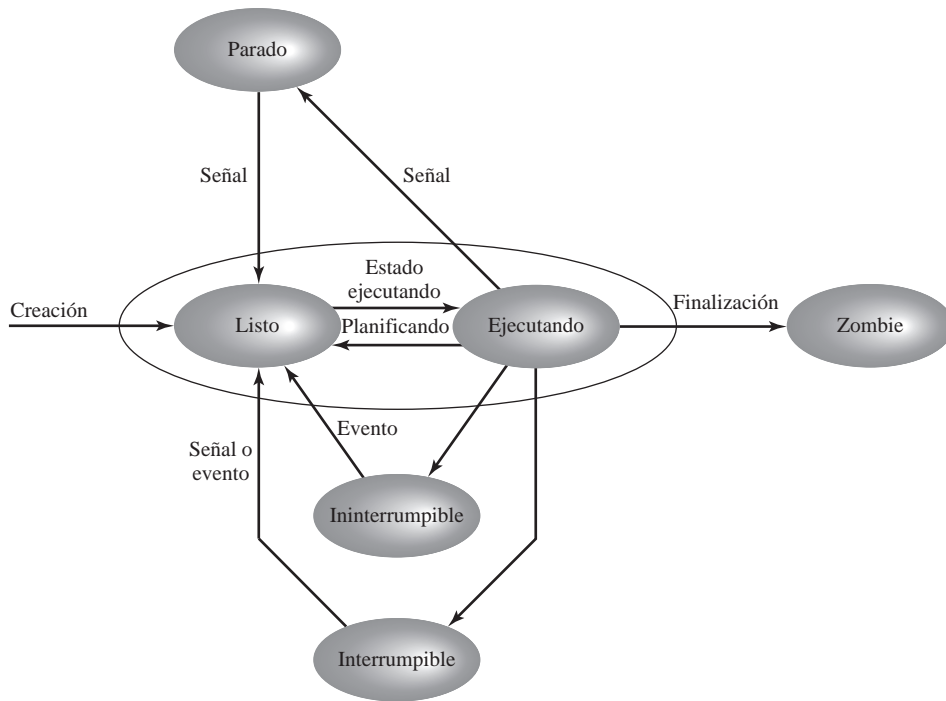 Parado
Señal
Señal
Estado
ejecutando
Creación
Listo
Planificando
Ejecutando
Finalización
Zombie
Señal o
evento
Evento
Ininterrumpible
Interrumpible